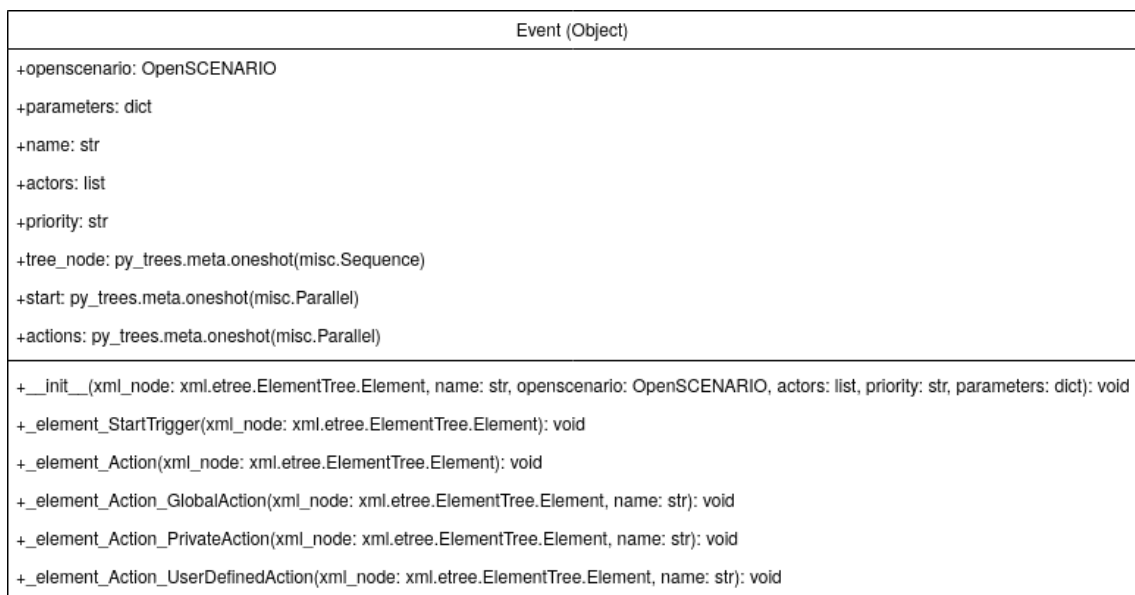 Event (Object)
+openscenario: OpenSCENARIO
+parameters: dict
+name: str
+actors: list
+priority: str
+tree_node: py_trees.meta.oneshot(misc.Sequence)
+start: py_trees.meta.oneshot(misc.Parallel)
+actions: py_trees.meta.oneshot(misc.Parallel)
+__init__(xml_node: xml.etree.ElementTree.Element, name: str, openscenario: OpenSCENARIO, actors: list, priority: str, parameters: dict): void
+_element_StartTrigger(xml_node: xml.etree.ElementTree.Element): void
+_element_Action(xml_node: xml.etree.ElementTree.Element): void
+_element_Action_GlobalAction(xml_node: xml.etree.ElementTree.Element, name: str): void
+_element_Action_PrivateAction(xml_node: xml.etree.ElementTree.Element, name: str): void
+_element_Action_UserDefinedAction(xml_node: xml.etree.ElementTree.Element, name: str): void